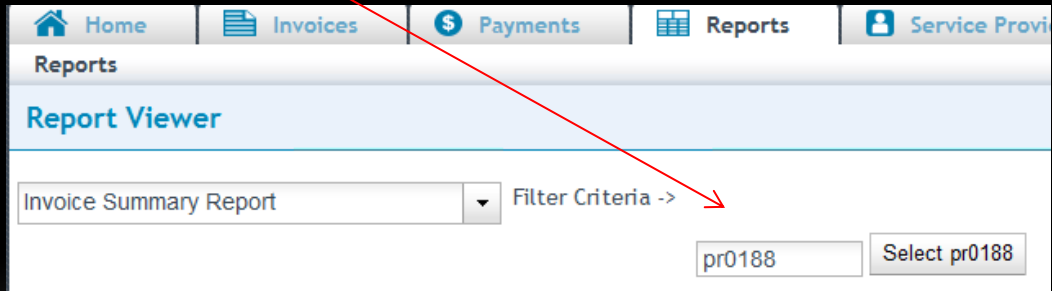 Home Invoices Payments Reports Service Provi
Reports
Report Viewer
Invoice Summary Report Filter Criteria ->
pr0188 Select pr0188